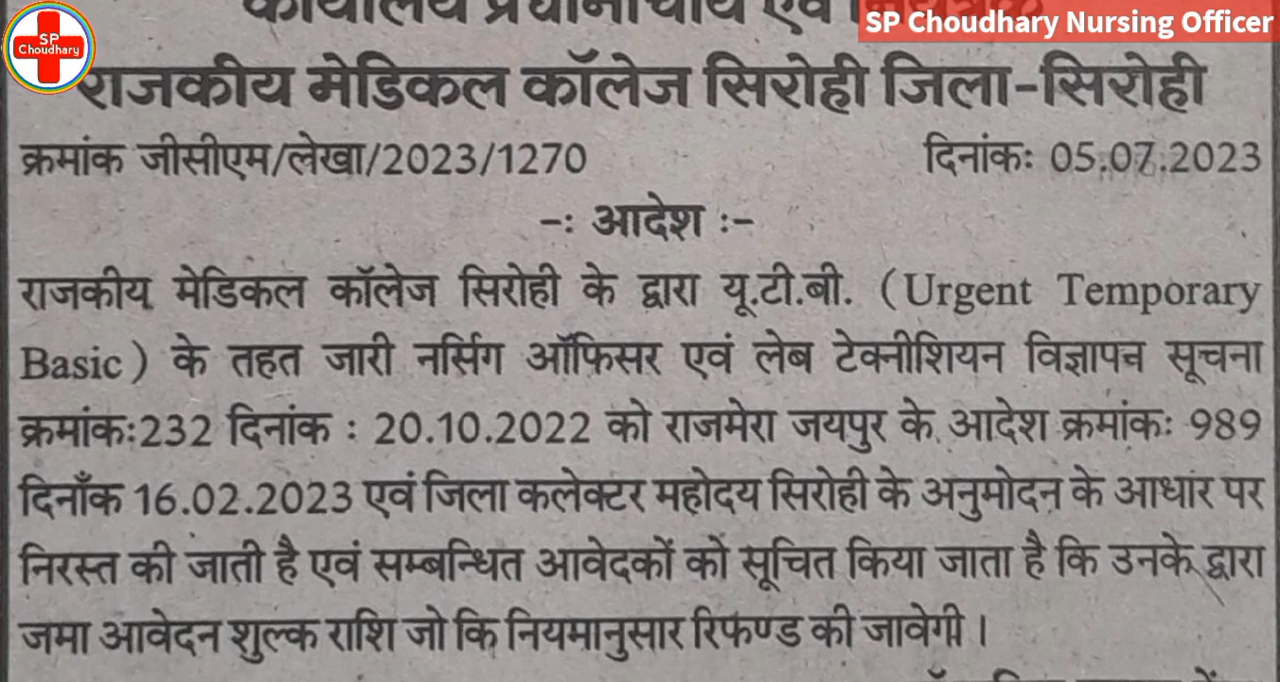 SP Choudhary Nursing Officer
SP
Choudhary
कार्यालय प्रधानाचार्य एवं
राजकीय मेडिकल कॉलेज सिरोही जिला-सिरोही
क्रमांक जीसीएम/लेखा/2023/1270 दिनांकः 05.07.2023
-: आदेश :-
राजकीय मेडिकल कॉलेज सिरोही के द्वारा यू.टी.बी. (Urgent Temporary
Basic) के तहत जारी नर्सिग ऑफिसर एवं लेब टेक्नीशियन विज्ञापन सूचना
क्रमांकः232 दिनांक : 20.10.2022 को राजमेरा जयपुर के आदेश क्रमांकः 989
दिनाँक 16.02.2023 एवं जिला कलेक्टर महोदय सिरोही के अनुमोदन के आधार पर
निरस्त की जाती है एवं सम्बन्धित आवेदकों को सूचित किया जाता है कि उनके द्वारा
जमा आवेदन शुल्क राशि जो कि नियमानुसार रिफण्ड की जावेगी।